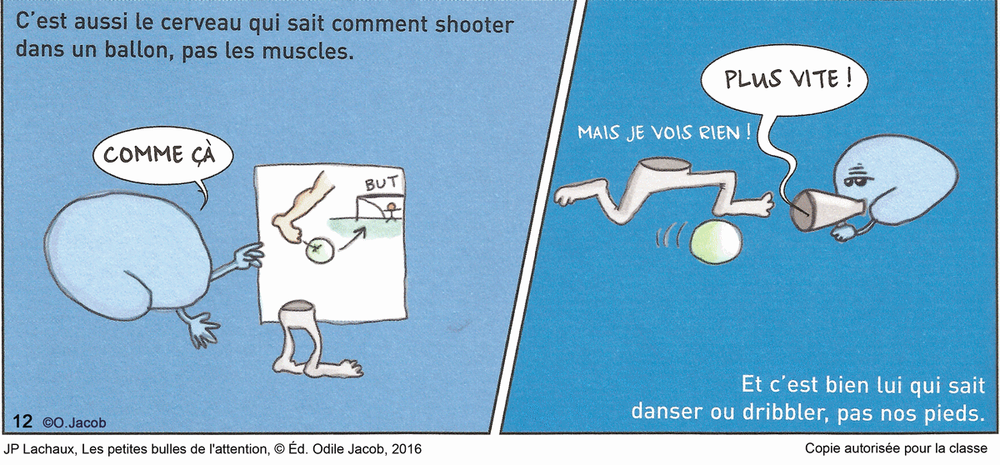 C'est aussi le cerveau qui sait comment shooter
dans un ballon, pas les muscles.
COMME ÇÀ
BUT
PLUS VITE !
MAIS JE VOIS RIEN !
Et c'est bien lui qui sait
danser ou dribbler, pas nos pieds.
12 ©O.Jacob
JP Lachaux, Les petites bulles de l'attention, © Éd. Odile Jacob, 2016
Copie autorisée pour la classe